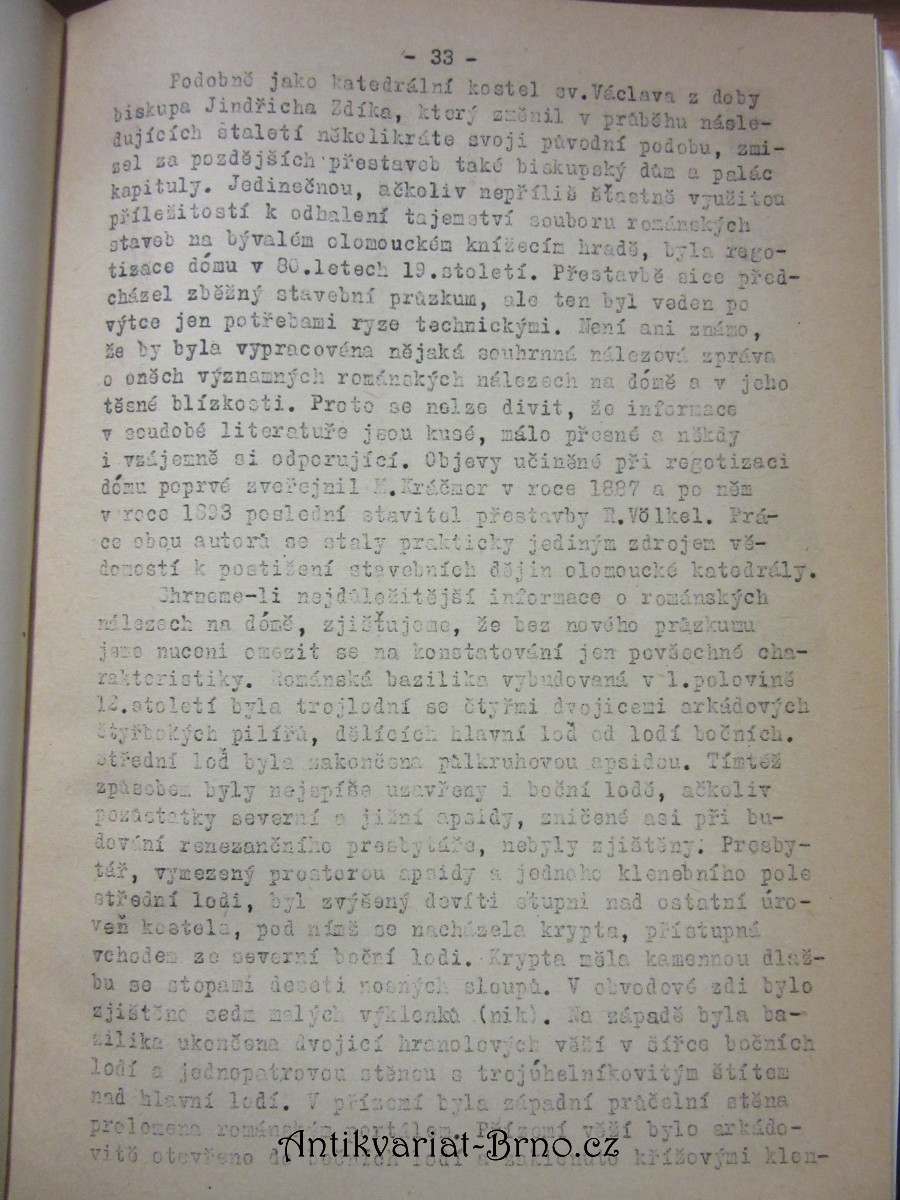 - 33 -
Podobně jako katedrální kostel sv.Václava z doby
biskupa Jindřicha Zdíka, který změnil v průběhu násle-
dujících staletí několikráte svoji původní podobu, zmi-
zel za pozdějších přestaveb také biskupský dům a palác
kapituly. Jedinečnou, ačkoliv nepříliš šťastně využitou
příležitostí k odhalení tajemství souboru románských
staveb na bývalém olomouckém knížecím hradě, byla rego-
tizace dómu v 80.letech 19.století. Přestavbě sice před-
cházel zběžný stavební průzkum, ale ten byl veden po
výtce jen potřebami ryze technickými. Není ani známo,
že by byla vypracována nějaká souhrnná nálezová zpráva
o oněch významných románských nálezech na dómě a v jeho
těsné blízkosti. Proto se nelze divit, že informace
v soudobé literatuře jsou kusé, málo přesné a někdy
i vzájemně si odporující. Objevy učiněné při regotizaci
dómu poprvé zveřejnil M.Kráčmer v roce 1887 a po něm
v roce 1893 poslední stavitel přestavby R.Völkel. Prá-
ce obou autorů se staly prakticky jediným zdrojem vě-
domostí k postižení stavebních dějin olomoucké katedrály.
Shrneme-li nejdůležitější informace o románských
nálezech na dómě, zjišťujeme, že bez nového průzkumu
jsme nuceni omezit se na konstatování jen povšechné cha-
rakteristiky. Románská bazilika vybudovaná v 1.polovině
12.století byla trojlodní se čtyřmi dvojicemi arkádových
čtyřbokých pilířů, dělících hlavní loď od lodí bočních.
Střední loď byla zakončena půlkruhovou apsidou. Tímtéž
způsobem byly nejspíše uzavřeny i boční lodě, ačkoliv
pozůstatky severní a jižní apsidy, zničené asi při bu-
dování renezančního presbytáře, nebyly zjištěny. Presby-
tář, vymezený prostorou apsidy a jednoho klenebního pole
střední lodi, byl zvýšený devíti stupni nad ostatní úro-
veň kostela, pod nímž se nacházela krypta, přístupná
vchodem ze severní boční lodi. Krypta měla kamennou dlaž-
bu se stopami deseti nosných sloupů. V obvodové zdi bylo
zjištěno sedm malých výklenků (nik). Na západě byla ba-
zilika ukončena dvojicí hranolových věží v šířce bočních
lodí a jednopatrovou stěnou s trojúhelníkovitým štítem
nad hlavní lodí. V přízemí byla západní průčelní stěna
prolomena románským portálem. Přízemí věží bylo arkádo-
vitě otevřeno do bočních lodí a zaklenuto křížovými klen-
Antikvariat-Brno.cz